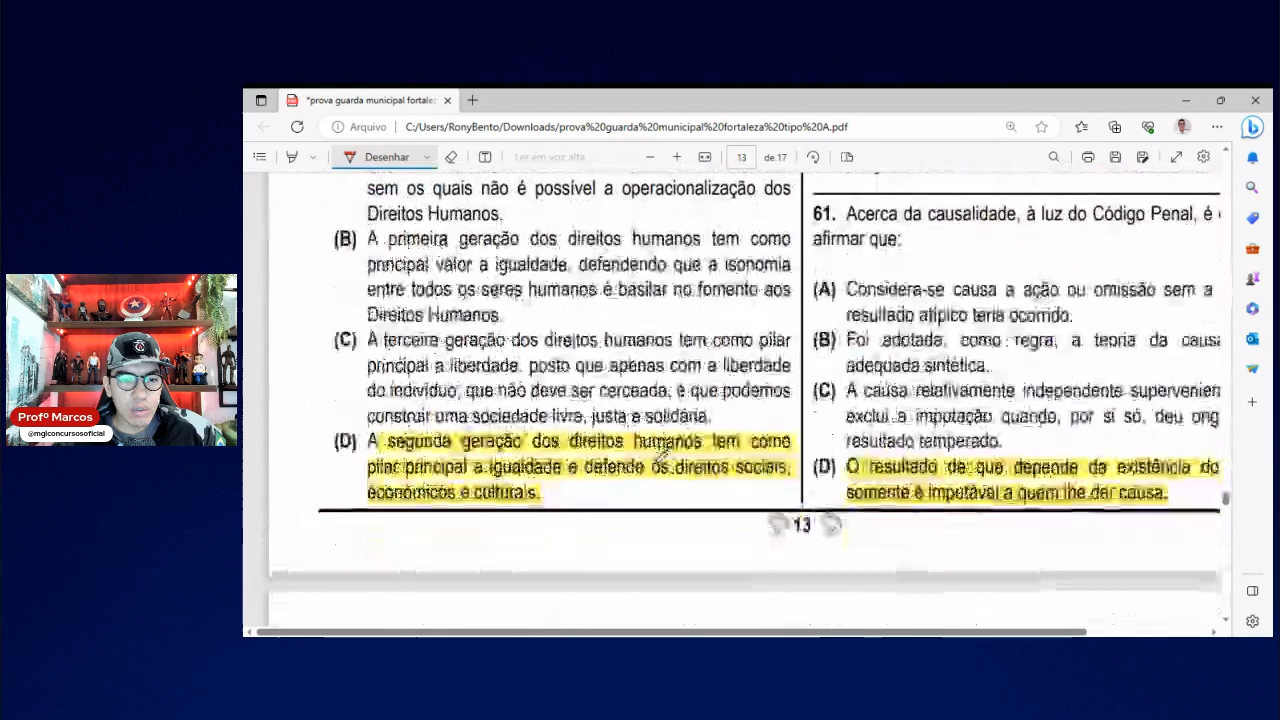 *prova guarda municipal fortalez
Arquivo
C:/Users/RonyBento/Downloads/prova%20guarda%20municipal%20fortaleza%20tipo%20A.pdf
Desenhar
Ler em voz alta
13 de 17
sem os quais não é possível a operacionalização dos
Direitos Humanos.
(B) A primeira geração dos direitos humanos tem como
principal valor a igualdade, defendendo que a isonomia
entre todos os seres humanos é basilar no fomento aos
Direitos Humanos.
(C) A terceira geração dos direitos humanos tem como pilar
principal a liberdade, posto que apenas com a liberdade
do indivíduo, que não deve ser cerceada, é que podemos
construir uma sociedade livre, justa e solidária.
(D) A segunda geração dos direitos humanos tem como
pilar principal a igualdade e defende os direitos sociais,
econômicos e culturais.
61. Acerca da causalidade, à luz do Código Penal, é
afirmar que:
(A) Considera-se causa a ação ou omissão sem a
resultado atípico teria ocorrido.
(B) Foi adotada, como regra, a teoria da causa
adequada sintética.
(C) A causa relativamente independente supervenien
exclui a imputação quando, por si só, deu orig
resultado temperado.
(D) O resultado de que depende da existência do
somente é imputável a quem lhe der causa.
13
Profº Marcos
@mglconcursosoficial